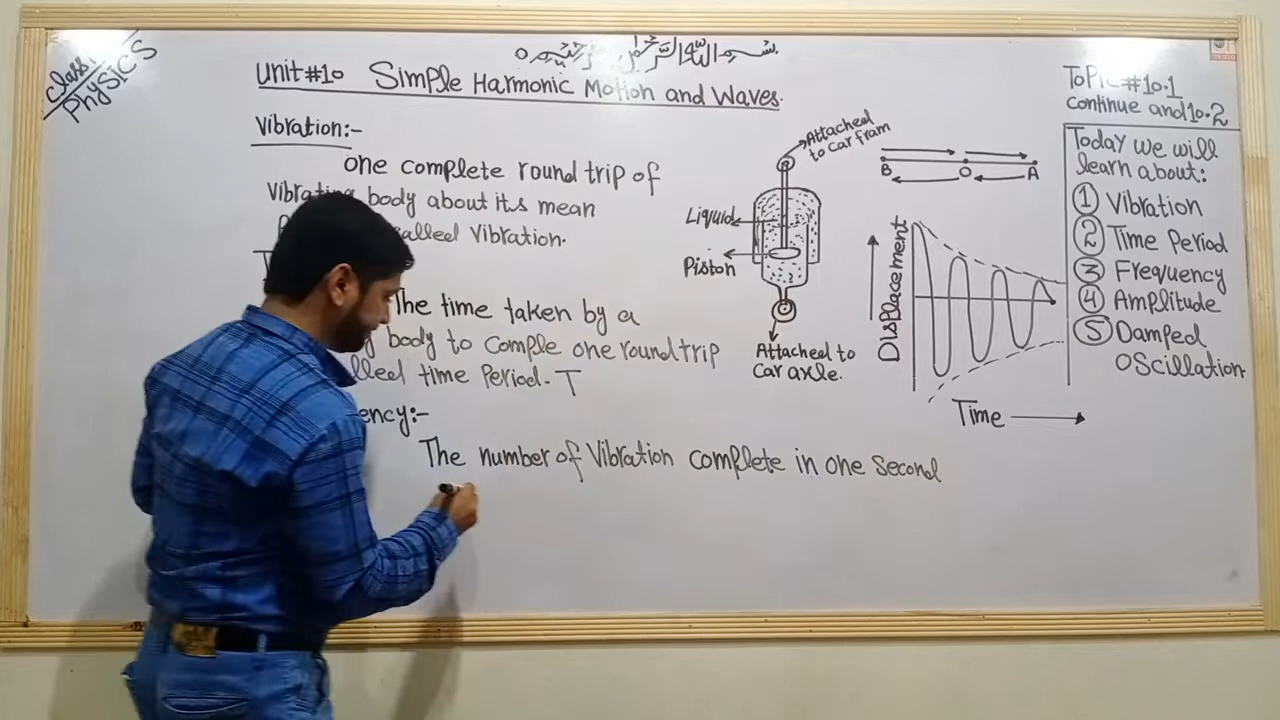 Class
Physics
Unit#10 Simple Harmonic Motion and Waves.
Vibration:-
one complete round trip of
Vibrating body about its mean
called Vibration.
The time taken by a
body to comple one round trip
time Period. T
ency:-
The number of Vibration complete in one Second
Attached
to car fram
Liquid
Piston
Attached to
Car axle.
B O A
Displacement
Time
Topic #10.1
continue and 10.2
Today we will
learn about:
1 Vibration
2 Time Period
3 Frequency
4 Amplitude
5 Damped
Oscillation.